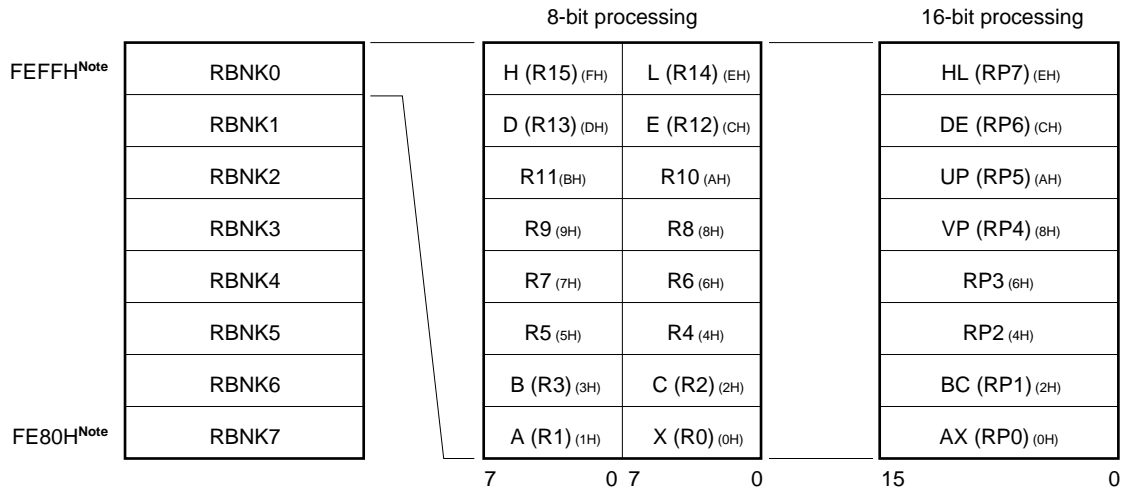 8-bit processing 16-bit processing
FEFFHNote RBNK0 H (R15) (FH) L (R14) (EH) HL (RP7) (EH)
RBNK1 D (R13) (DH) E (R12) (CH) DE (RP6) (CH)
RBNK2 R11(BH) R10 (AH) UP (RP5) (AH)
RBNK3 R9 (9H) R8 (8H) VP (RP4) (8H)
RBNK4 R7 (7H) R6 (6H) RP3 (6H)
RBNK5 R5 (5H) R4 (4H) RP2 (4H)
RBNK6 B (R3) (3H) C (R2) (2H) BC (RP1) (2H)
FE80HNote RBNK7 A (R1) (1H) X (R0) (0H) AX (RP0) (0H)
7 0 7 0 15 0